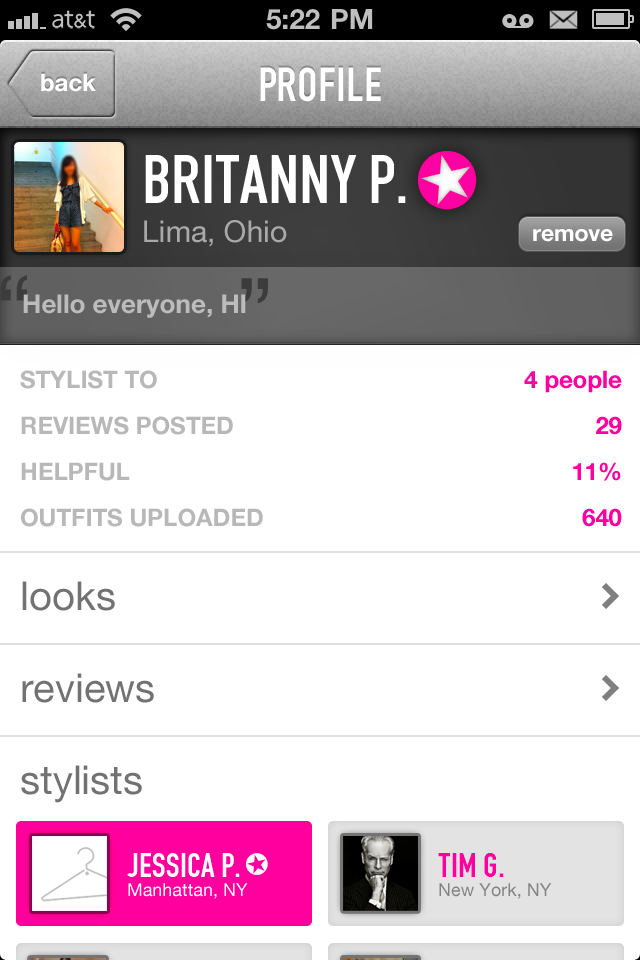 at&t 5:22 PM
back
PROFILE
BRITANNY P.
Lima, Ohio
remove
“Hello everyone, HI”
STYLIST TO 4 people
REVIEWS POSTED 29
HELPFUL 11%
OUTFITS UPLOADED 640
looks
reviews
stylists
JESSICA P.
Manhattan, NY
TIM G.
New York, NY